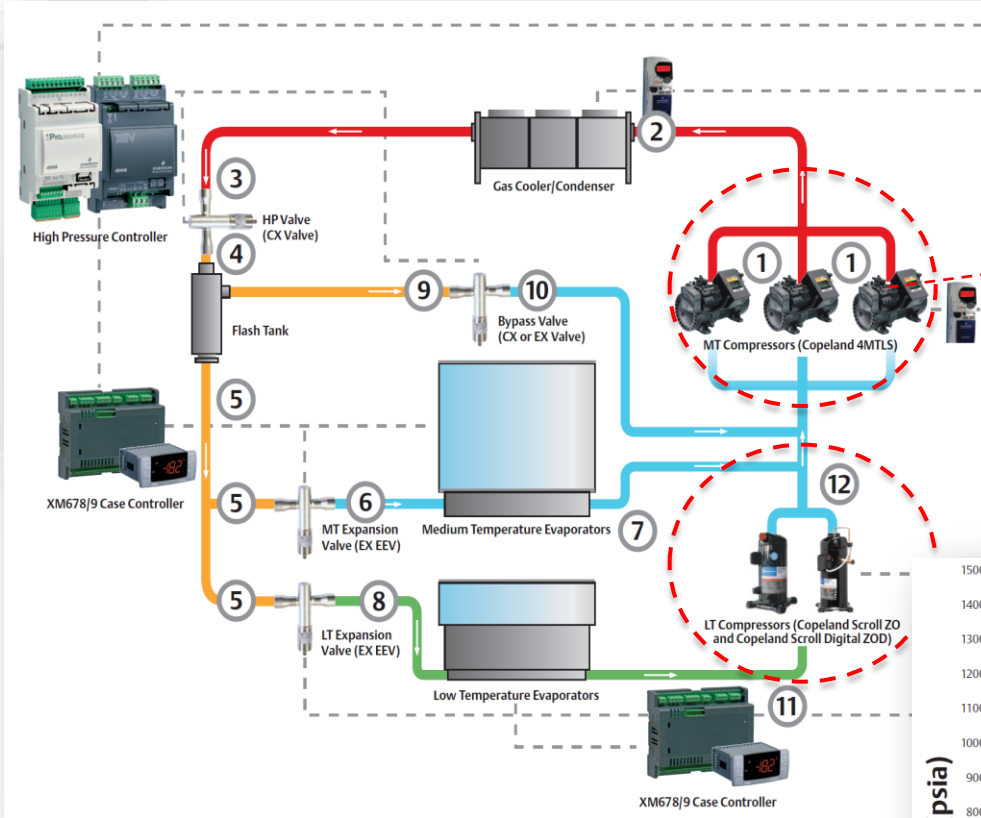 2
Gas Cooler/Condenser
3
High Pressure Controller
HP Valve
(CX Valve)
4
1
1
9
10
Flash Tank
Bypass Valve
(CX or EX Valve)
MT Compressors (Copeland 4MTLS)
5
XM678/9 Case Controller
5
6
MT Expansion
Valve (EX EEV)
Medium Temperature Evaporators
7
12
5
8
LT Expansion
Valve (EX EEV)
LT Compressors (Copeland Scroll ZO
and Copeland Scroll Digital ZOD)
Low Temperature Evaporators
11
XM678/9 Case Controller
-18.2°
-18.2°
1500
1400
1300
1200
1100
1000
900
800
psia)